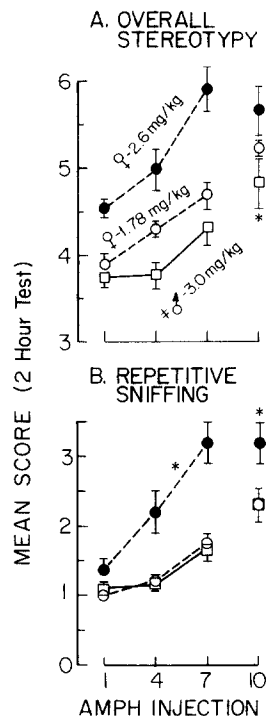 A. OVERALL
STEREOTYPY
6
5
4
3
♀-2.6 mg/kg
♀-1.78 mg/kg
*
♂-3.0 mg/kg
MEAN SCORE (2 Hour Test)
B. REPETITIVE
SNIFFING
*
*
3
2
1
0
1 4 7 10
AMPH INJECTION